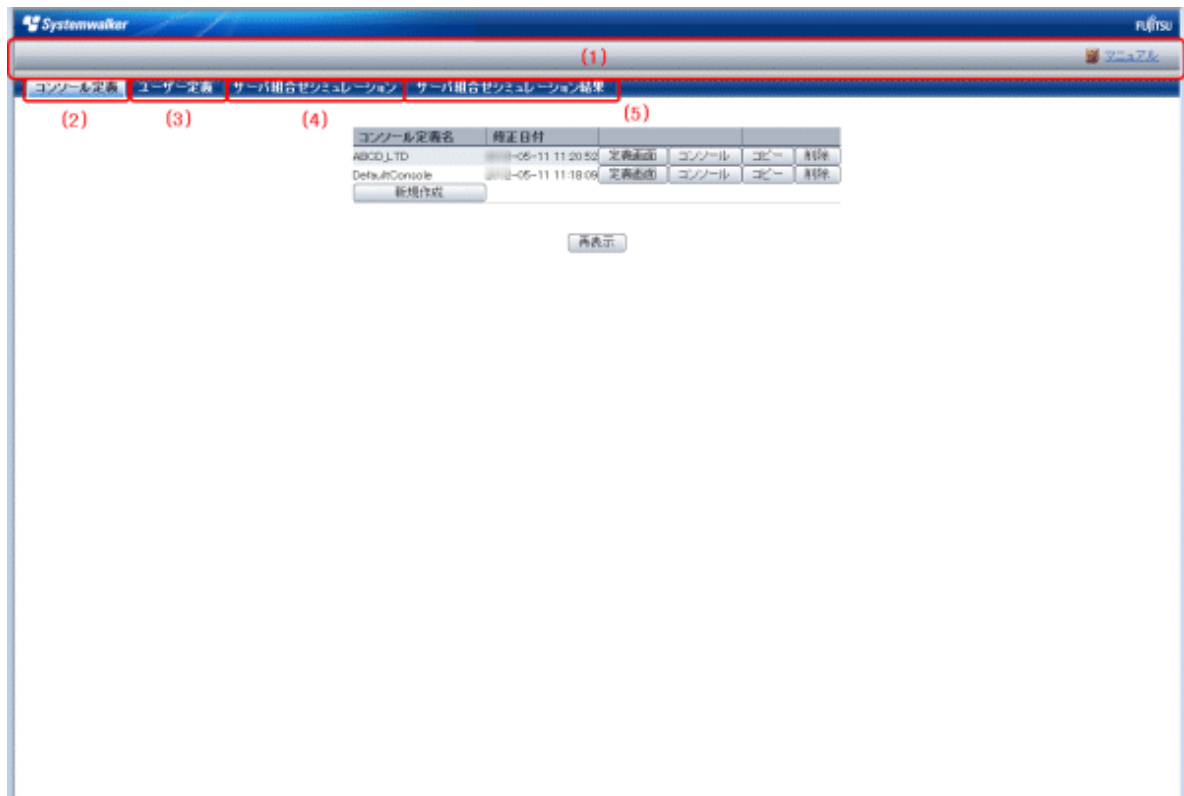 Systemwalker FUJITSU
(1) マニュアル
コンソール定義 ユーザー定義 サーバ組合せシミュレーション サーバ組合せシミュレーション結果
(2) (3) (4) (5)
コンソール定義名 修正日付
ABCD_LTD -05-11 11:20:52 定義画面 コンソール コピー 削除
DefaultConsole -05-11 11:18:09 定義画面 コンソール コピー 削除
新規作成
再表示